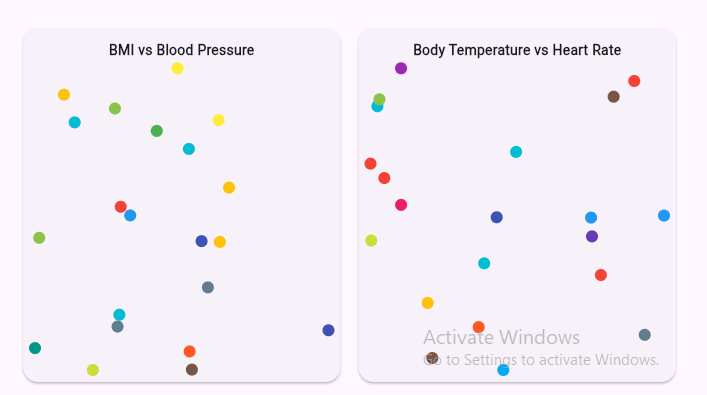 BMI vs Blood Pressure
Body Temperature vs Heart Rate
Activate Windows
Go to Settings to activate Windows.